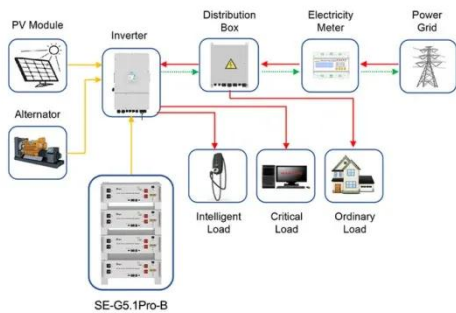 PV Module
Inverter
Distribution
Box
Electricity
Meter
Power
Grid
Alternator
Intelligent
Load
Critical
Load
Ordinary
Load
SE-G5.1Pro-B